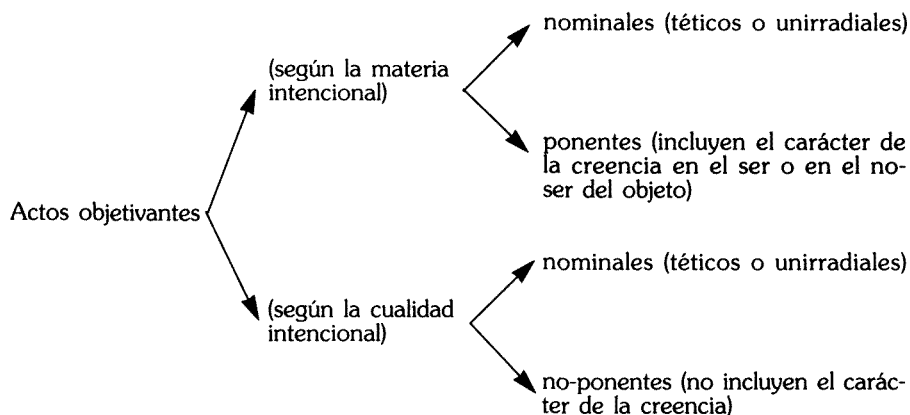 nominales (téticos o unirradiales)
(según la materia
intencional)
ponentes (incluyen el carácter de
la creencia en el ser o en el no-
ser del objeto)
Actos objetivantes
nominales (téticos o unirradiales)
(según la cualidad
intencional)
no-ponentes (no incluyen el carác-
ter de la creencia)